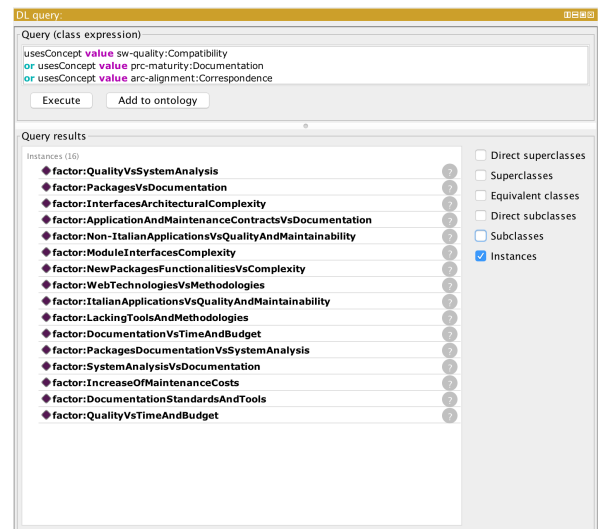 DL query:
Query (class expression)
usesConcept value sw-quality:Compatibility
or usesConcept value prc-maturity:Documentation
or usesConcept value arc-alignment:Correspondence
Execute
Add to ontology
Query results
Instances (16)
factor:QualityVsSystemAnalysis ?
factor:PackagesVsDocumentation ?
factor:InterfacesArchitecturalComplexity ?
factor:ApplicationAndMaintenanceContractsVsDocumentation ?
factor:Non-ItalianApplicationsVsQualityAndMaintainability ?
factor:ModuleInterfacesComplexity ?
factor:NewPackagesFunctionalitiesVsComplexity ?
factor:WebTechnologiesVsMethodologies ?
factor:ItalianApplicationsVsQualityAndMaintainability ?
factor:LackingToolsAndMethodologies ?
factor:DocumentationVsTimeAndBudget ?
factor:PackagesDocumentationVsSystemAnalysis ?
factor:SystemAnalysisVsDocumentation ?
factor:IncreaseOfMaintenanceCosts ?
factor:DocumentationStandardsAndTools ?
factor:QualityVsTimeAndBudget ?
Direct superclasses
Superclasses
Equivalent classes
Direct subclasses
Subclasses
Instances